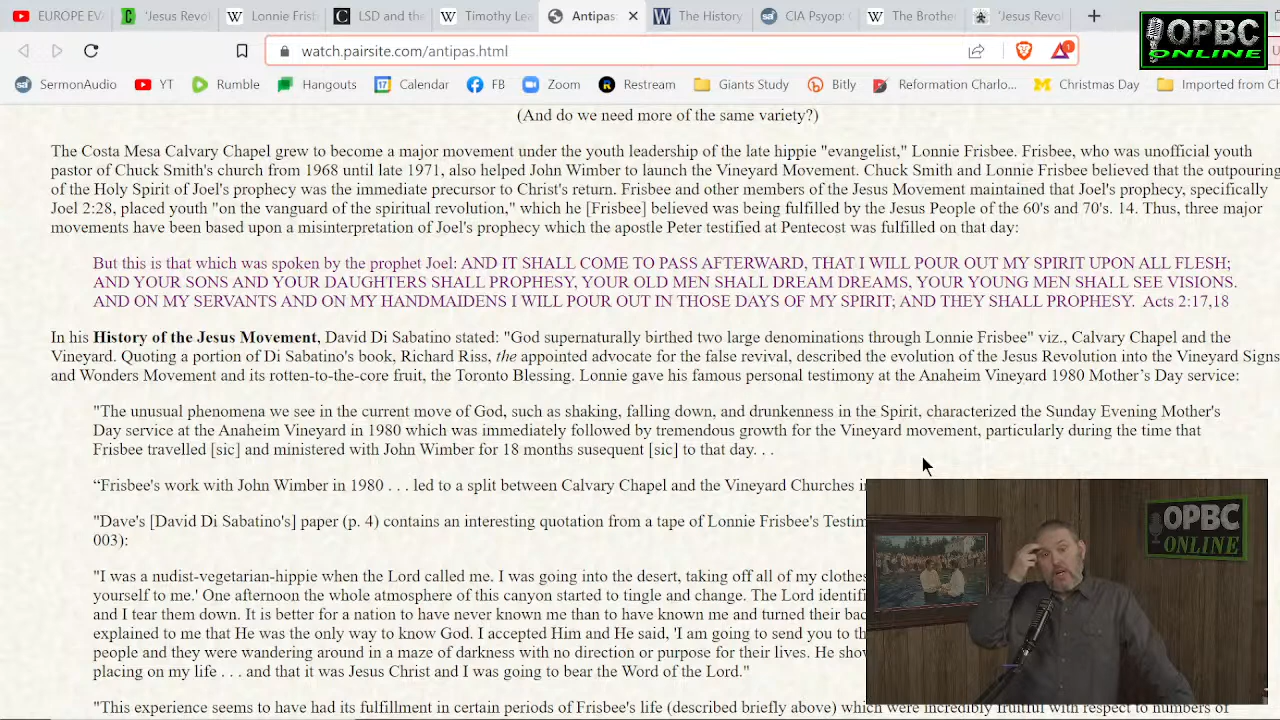 EUROPE EV
'Jesus Revol
Lonnie Frist
LSD and the
Lee
Antipas:
The History
CIA Psyop:
The Brother
'Jesus Revo
OPBC
ONLINE
watch.pairsite.com/antipas.html
1
SermonAudio
YT
Rumble
Hangouts
17
Calendar
FB
Zoom
R
Restream
Giants Study
Bitly
Reformation Charlo...
Christmas Day
Imported from C
(And do we need more of the same variety?)
The Costa Mesa Calvary Chapel grew to become a major movement under the youth leadership of the late hippie "evangelist," Lonnie Frisbee. Frisbee, who was unofficial youth
pastor of Chuck Smith's church from 1968 until late 1971, also helped John Wimber to launch the Vineyard Movement. Chuck Smith and Lonnie Frisbee believed that the outpouring
of the Holy Spirit of Joel's prophecy was the immediate precursor to Christ's return. Frisbee and other members of the Jesus Movement maintained that Joel's prophecy, specifically
Joel 2:28, placed youth "on the vanguard of the spiritual revolution," which he [Frisbee] believed was being fulfilled by the Jesus People of the 60's and 70's. 14. Thus, three major
movements have been based upon a misinterpretation of Joel's prophecy which the apostle Peter testified at Pentecost was fulfilled on that day:
But this is that which was spoken by the prophet Joel: AND IT SHALL COME TO PASS AFTERWARD, THAT I WILL POUR OUT MY SPIRIT UPON ALL FLESH;
AND YOUR SONS AND YOUR DAUGHTERS SHALL PROPHESY, YOUR OLD MEN SHALL DREAM DREAMS, YOUR YOUNG MEN SHALL SEE VISIONS.
AND ON MY SERVANTS AND ON MY HANDMAIDENS I WILL POUR OUT IN THOSE DAYS OF MY SPIRIT; AND THEY SHALL PROPHESY. Acts 2:17,18
In his History of the Jesus Movement, David Di Sabatino stated: "God supernaturally birthed two large denominations through Lonnie Frisbee" viz., Calvary Chapel and the
Vineyard. Quoting a portion of Di Sabatino's book, Richard Riss, the appointed advocate for the false revival, described the evolution of the Jesus Revolution into the Vineyard Signs
and Wonders Movement and its rotten-to-the-core fruit, the Toronto Blessing. Lonnie gave his famous personal testimony at the Anaheim Vineyard 1980 Mother's Day service:
"The unusual phenomena we see in the current move of God, such as shaking, falling down, and drunkenness in the Spirit, characterized the Sunday Evening Mother's
Day service at the Anaheim Vineyard in 1980 which was immediately followed by tremendous growth for the Vineyard movement, particularly during the time that
Frisbee travelled [sic] and ministered with John Wimber for 18 months susequent [sic] to that day. . .
“Frisbee's work with John Wimber in 1980 . . . led to a split between Calvary Chapel and the Vineyard Churches i
"Dave's [David Di Sabatino's] paper (p. 4) contains an interesting quotation from a tape of Lonnie Frisbee's Testim
003):
"I was a nudist-vegetarian-hippie when the Lord called me. I was going into the desert, taking off all of my clothes
yourself to me.' One afternoon the whole atmosphere of this canyon started to tingle and change. The Lord identifi
and I tear them down. It is better for a nation to have never known me than to have known me and turned their bac
explained to me that He was the only way to know God. I accepted Him and He said, 'I am going to send you to th
people and they were wandering around in a maze of darkness with no direction or purpose for their lives. He show
placing on my life . . . and that it was Jesus Christ and I was going to bear the Word of the Lord."
"This experience seems to have had its fulfillment in certain periods of Frisbee's life (described briefly above) which were incredibly fruitful with respect to numbers of
OPBC
ONLINE